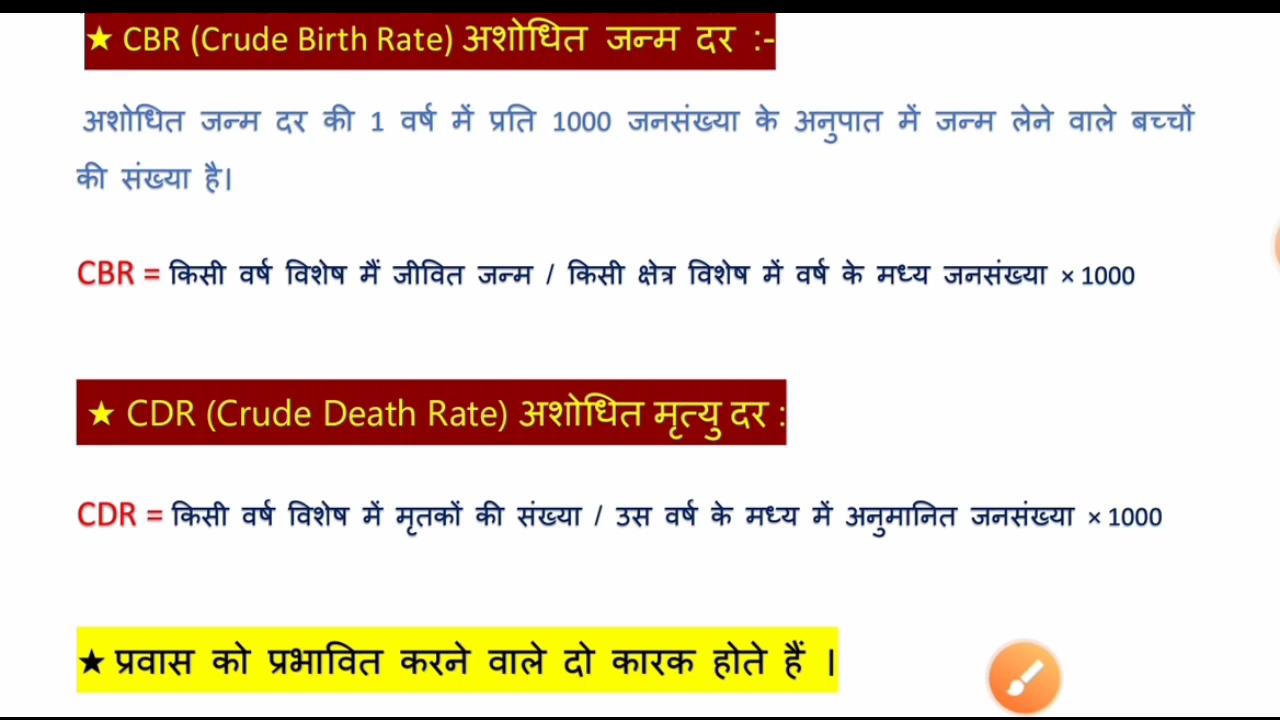 ★ CBR (Crude Birth Rate) अशोधित जन्म दर :-
अशोधित जन्म दर की 1 वर्ष में प्रति 1000 जनसंख्या के अनुपात में जन्म लेने वाले बच्चों
की संख्या है।
CBR = किसी वर्ष विशेष मैं जीवित जन्म / किसी क्षेत्र विशेष में वर्ष के मध्य जनसंख्या × 1000
★ CDR (Crude Death Rate) अशोधित मृत्यु दर :
CDR = किसी वर्ष विशेष में मृतकों की संख्या / उस वर्ष के मध्य में अनुमानित जनसंख्या × 1000
★ प्रवास को प्रभावित करने वाले दो कारक होते हैं ।